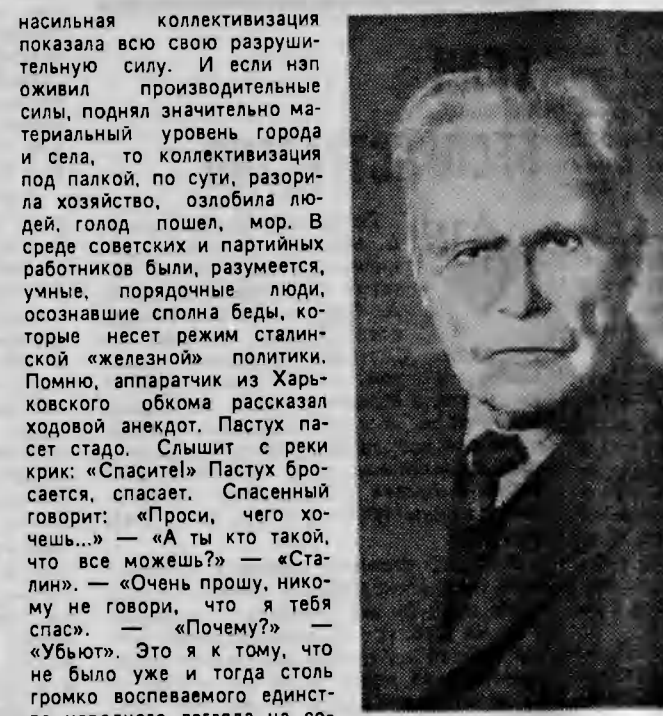 насильная коллективизация
показала всю свою разруши-
тельную силу. И если нэп
оживил производительные
силы, поднял значительно ма-
териальный уровень города
и села, то коллективизация
под палкой, по сути, разори-
ла хозяйство, озлобила лю-
дей, голод пошел, мор. В
среде советских и партийных
работников были, разумеется,
умные, порядочные люди,
осознавшие сполна беды, ко-
торые несет режим сталин-
ской «железной» политики.
Помню, аппаратчик из Харь-
ковского обкома рассказал
ходовой анекдот. Пастух па-
сет стадо. Слышит с реки
крик: «Спасите!» Пастух бро-
сается, спасает. Спасенный
говорит: «Проси, чего хо-
чешь...» — «А ты кто такой,
что все можешь?» — «Ста-
лин». — «Очень прошу, нико-
му не говори, что я тебя
спас». — «Почему?» —
«Убьют». Это я к тому, что
не было уже и тогда столь
громко воспеваемого единст-